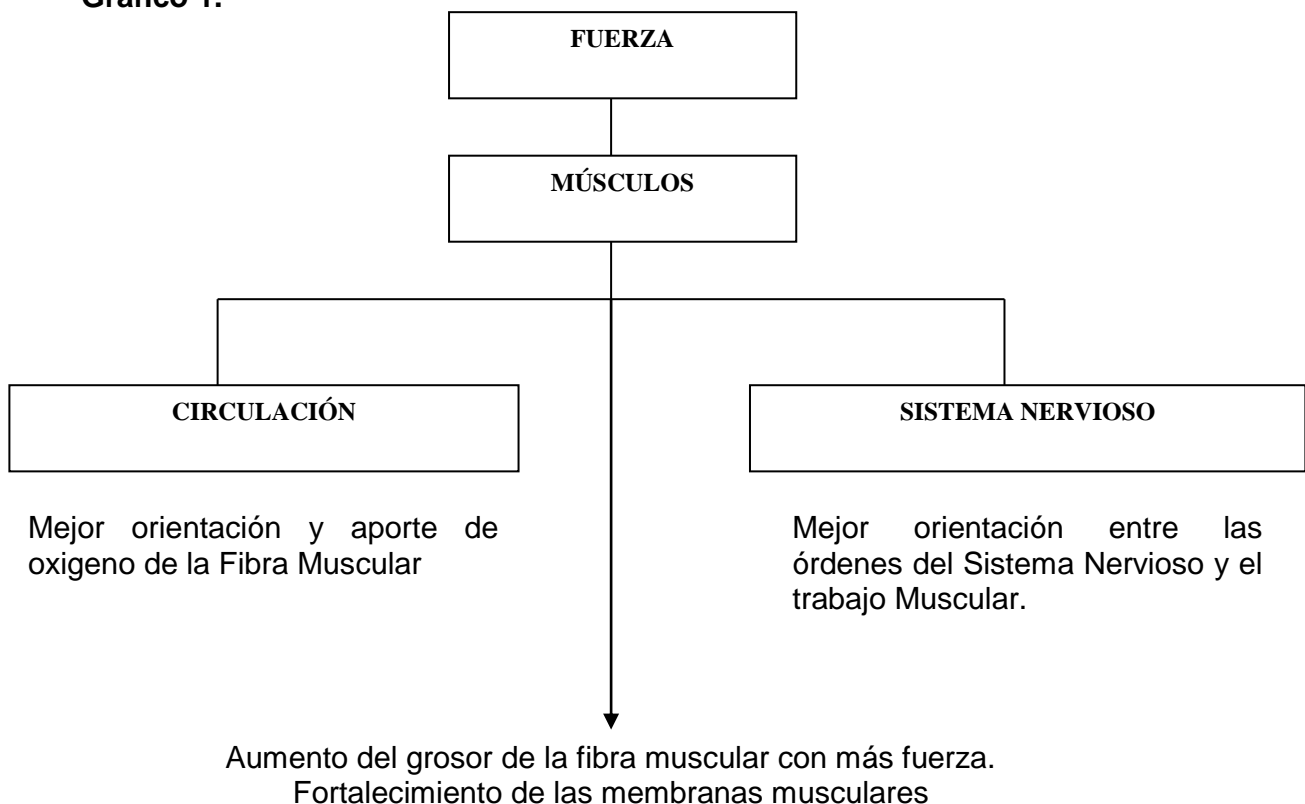 Gráfico 1.
FUERZA
MÚSCULOS
CIRCULACIÓN
SISTEMA NERVIOSO
Mejor orientación y aporte de
oxigeno de la Fibra Muscular
Mejor orientación entre las
órdenes del Sistema Nervioso y el
trabajo Muscular.
Aumento del grosor de la fibra muscular con más fuerza.
Fortalecimiento de las membranas musculares